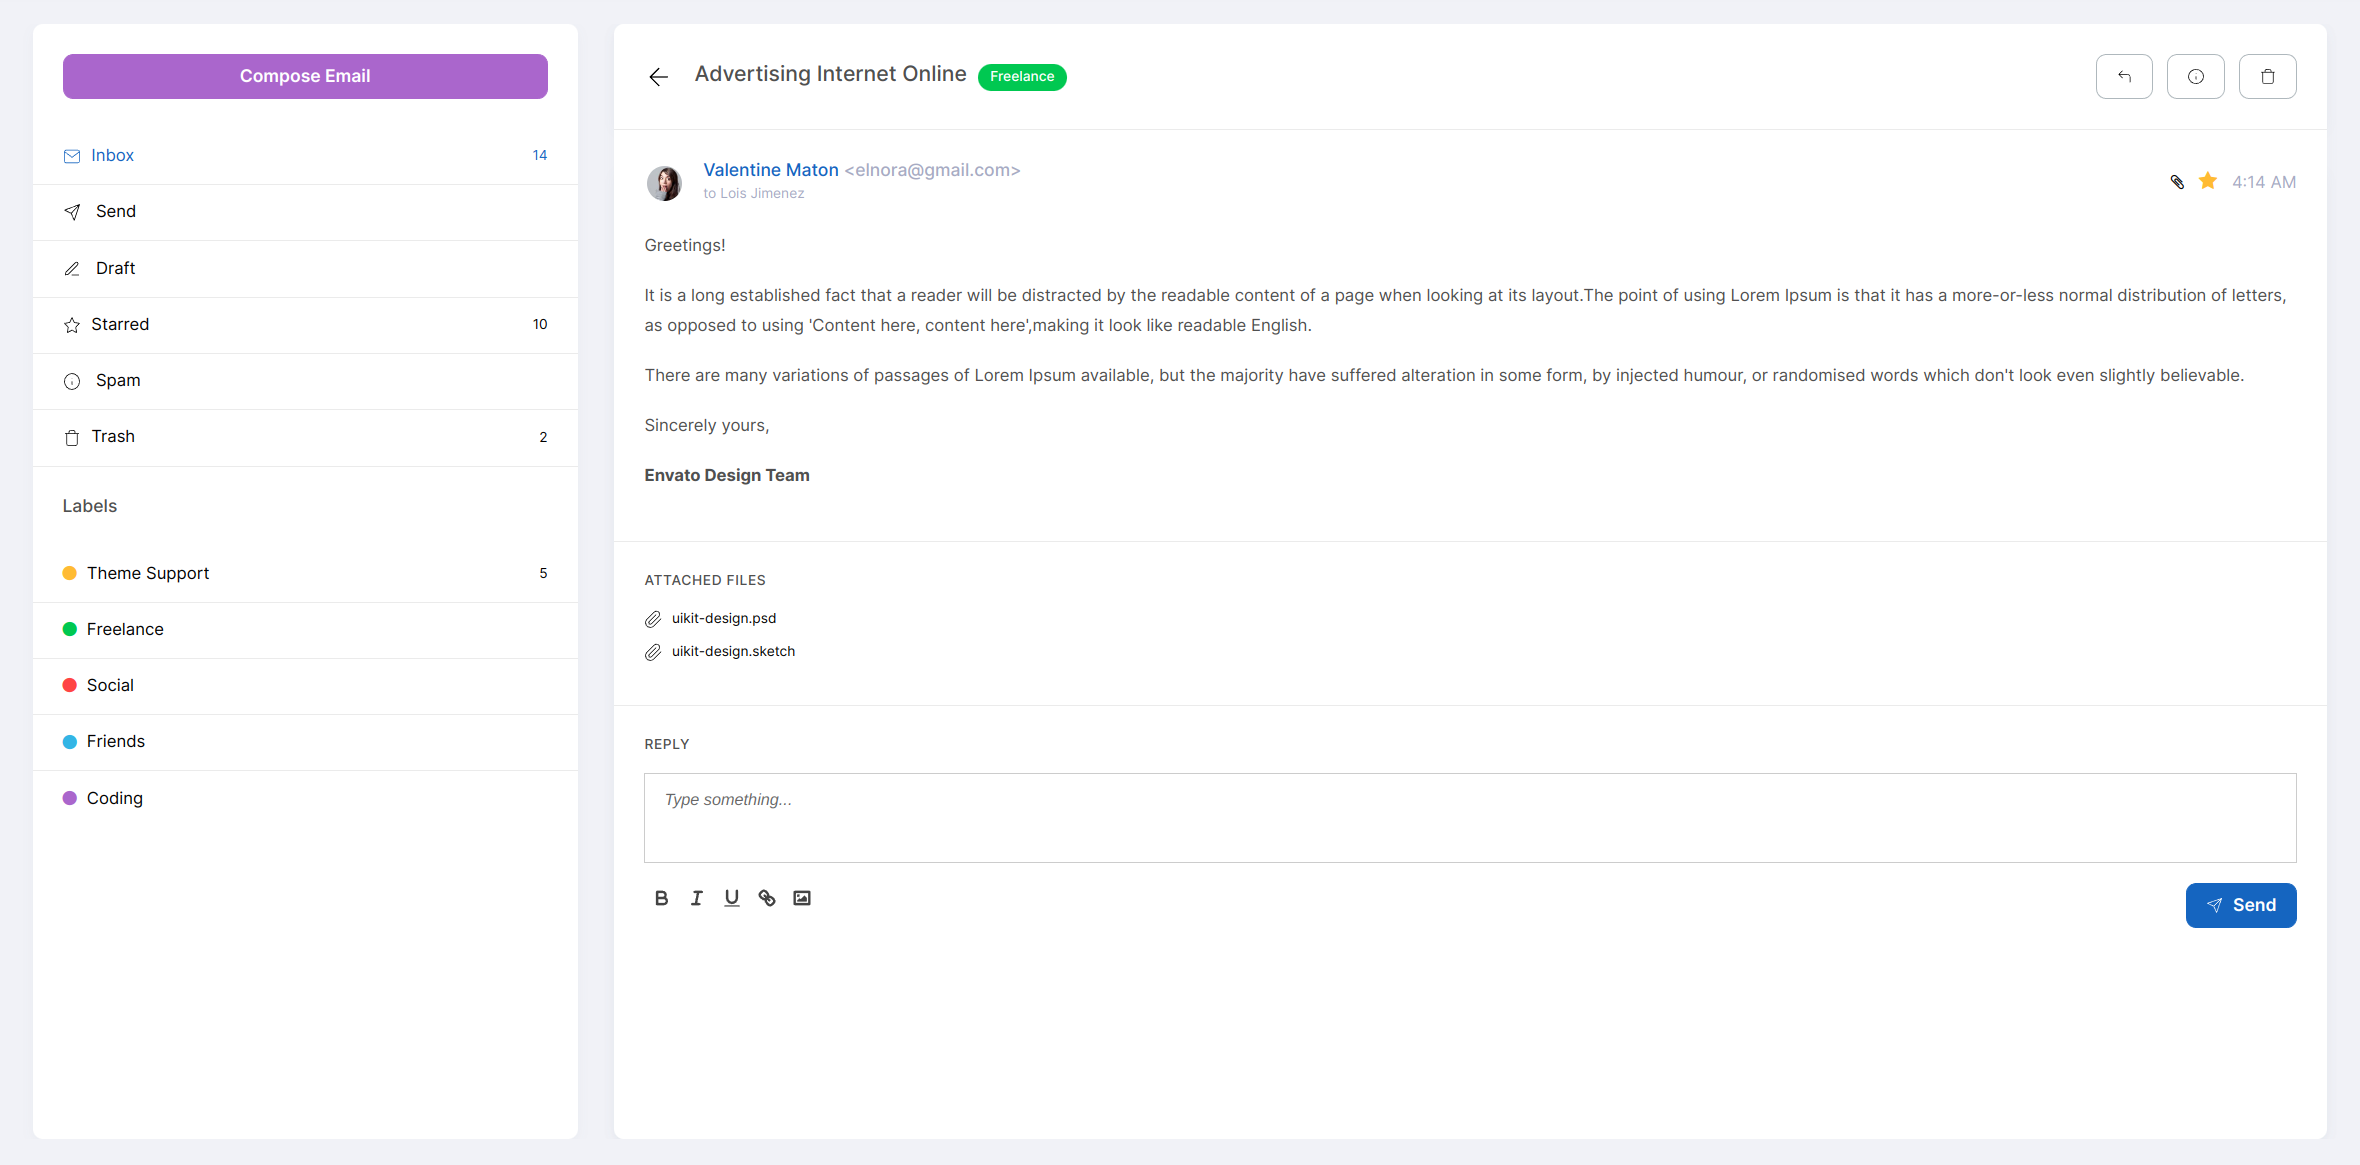 Compose Email
Inbox 14
Send
Draft
Starred 10
Spam
Trash 2
Labels
Theme Support 5
Freelance
Social
Friends
Coding
Advertising Internet Online Freelance
Valentine Maton <elnora@gmail.com>
to Lois Jimenez
4:14 AM
Greetings!
It is a long established fact that a reader will be distracted by the readable content of a page when looking at its layout.The point of using Lorem Ipsum is that it has a more-or-less normal distribution of letters,
as opposed to using 'Content here, content here',making it look like readable English.
There are many variations of passages of Lorem Ipsum available, but the majority have suffered alteration in some form, by injected humour, or randomised words which don't look even slightly believable.
Sincerely yours,
Envato Design Team
ATTACHED FILES
uikit-design.psd
uikit-design.sketch
REPLY
Type something...
B I U
Send